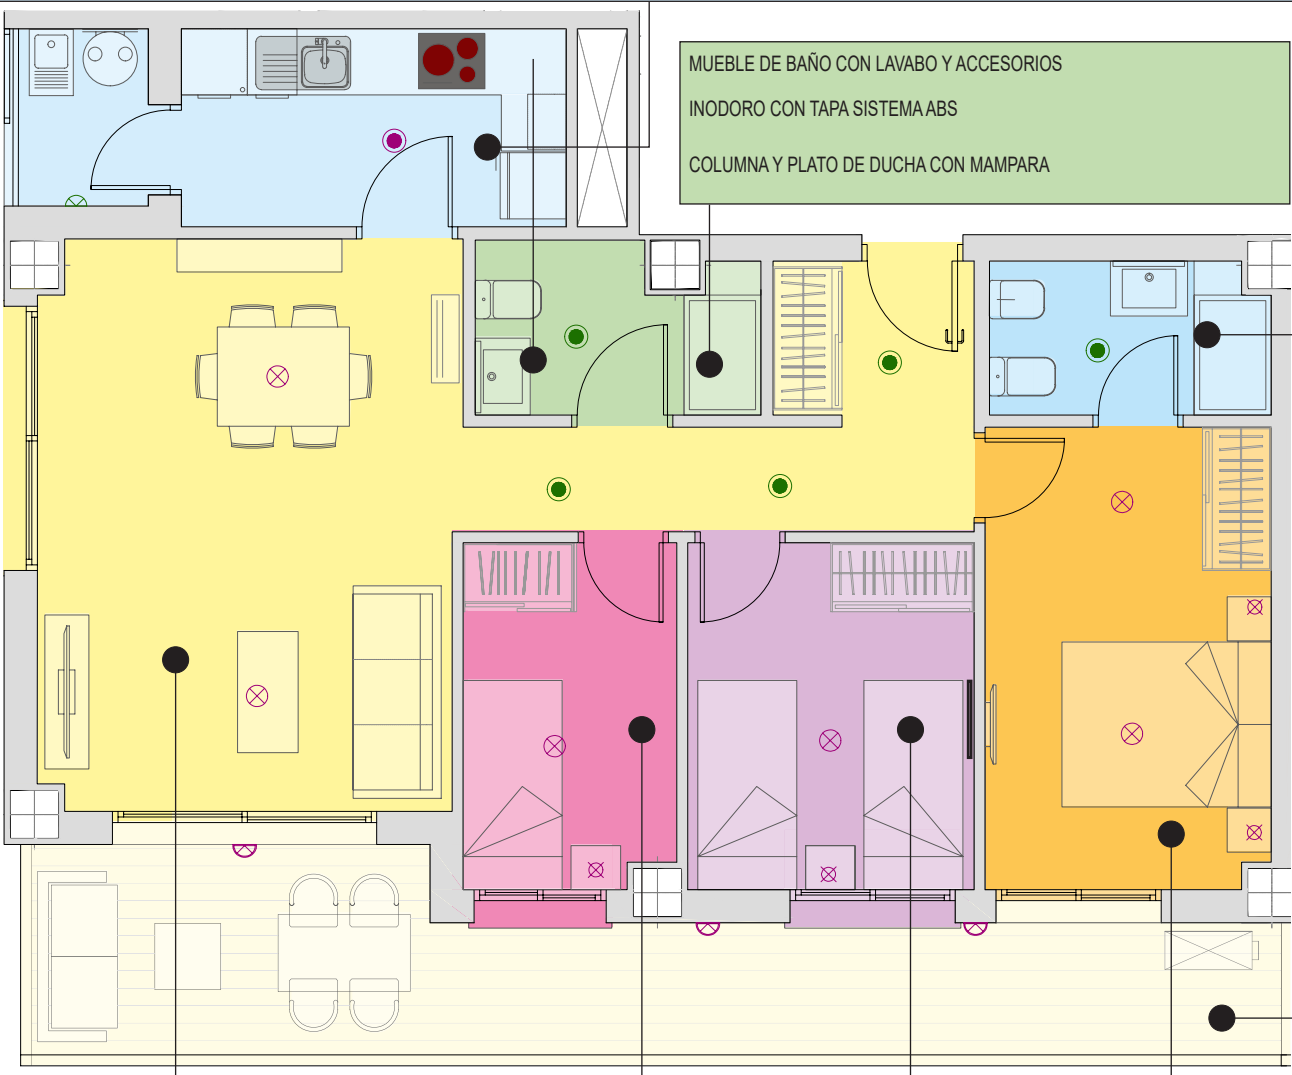 MUEBLE DE BAÑO CON LAVABO Y ACCESORIOS
INODORO CON TAPA SISTEMA ABS
COLUMNA Y PLATO DE DUCHA CON MAMPARA